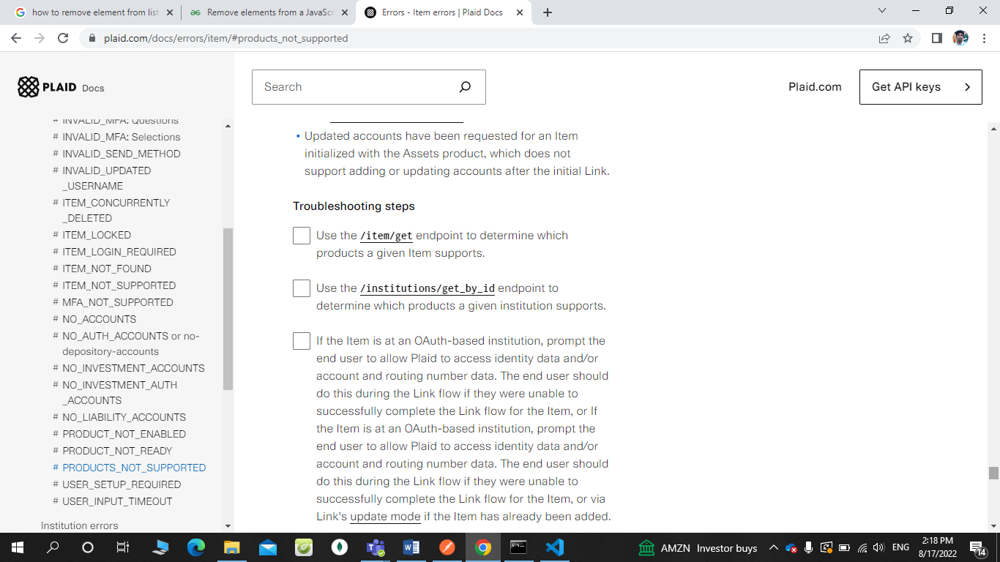 how to remove element from list
Remove elements from a JavaScr
Errors - Item errors | Plaid Docs
plaid.com/docs/errors/item/#products_not_supported
PLAID Docs
Search
Plaid.com
Get API keys
# INVALID_MFA: Questions
# INVALID_MFA: Selections
# INVALID_SEND_METHOD
# INVALID_UPDATED
_USERNAME
# ITEM_CONCURRENTLY
_DELETED
# ITEM_LOCKED
# ITEM_LOGIN_REQUIRED
# ITEM_NOT_FOUND
# ITEM_NOT_SUPPORTED
# MFA_NOT_SUPPORTED
# NO_ACCOUNTS
# NO_AUTH_ACCOUNTS or no-
depository-accounts
# NO_INVESTMENT_ACCOUNTS
# NO_INVESTMENT_AUTH
_ACCOUNTS
# NO_LIABILITY_ACCOUNTS
# PRODUCT_NOT_ENABLED
# PRODUCT_NOT_READY
# PRODUCTS_NOT_SUPPORTED
# USER_SETUP_REQUIRED
# USER_INPUT_TIMEOUT
Institution errors
• Updated accounts have been requested for an Item
initialized with the Assets product, which does not
support adding or updating accounts after the initial Link.
Troubleshooting steps
Use the /item/get endpoint to determine which
products a given Item supports.
Use the /institutions/get_by_id endpoint to
determine which products a given institution supports.
If the Item is at an OAuth-based institution, prompt the
end user to allow Plaid to access identity data and/or
account and routing number data. The end user should
do this during the Link flow if they were unable to
successfully complete the Link flow for the Item, or If
the Item is at an OAuth-based institution, prompt the
end user to allow Plaid to access identity data and/or
account and routing number data. The end user should
do this during the Link flow if they were unable to
successfully complete the Link flow for the Item, or via
Link's update mode if the Item has already been added.
AMZN Investor buys
ENG
2:18 PM
8/17/2022
14